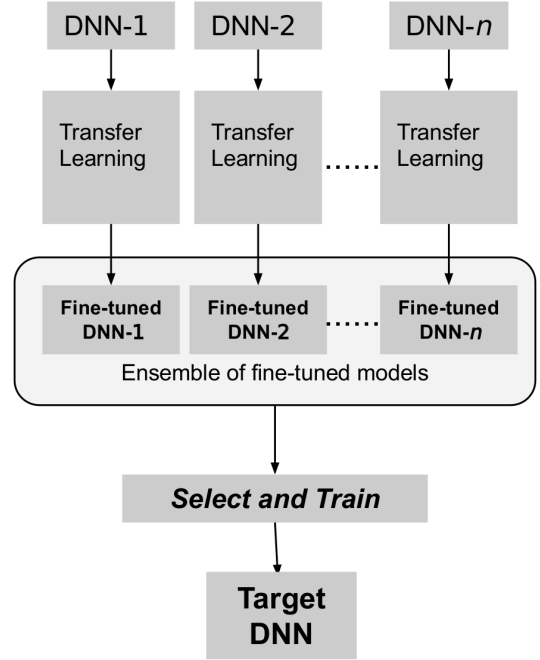 DNN-1 DNN-2 DNN-n
Transfer Transfer Transfer
Learning Learning ...... Learning
Fine-tuned Fine-tuned Fine-tuned
DNN-1 DNN-2 ...... DNN-n
Ensemble of fine-tuned models
Select and Train
Target
DNN